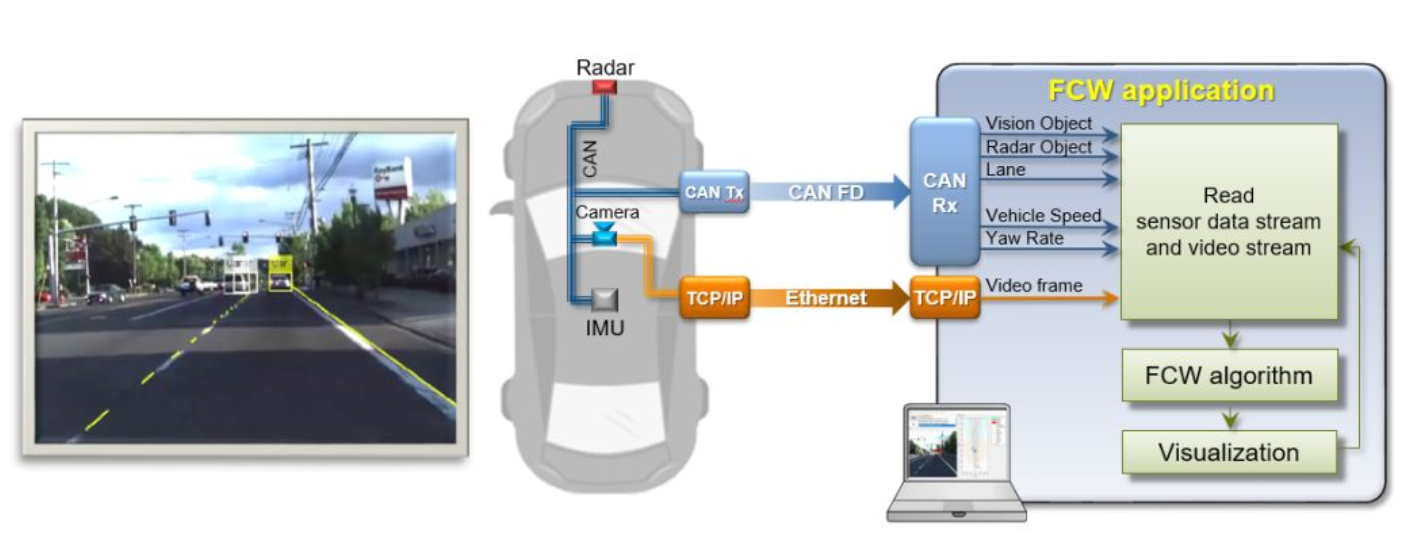 Radar
CAN
Camera
IMU
CAN Tx
CAN FD
TCP/IP
Ethernet
FCW application
CAN
Rx
TCP/IP
Vision Object
Radar Object
Lane
Vehicle Speed
Yaw Rate
Video frame
Read
sensor data stream
and video stream
FCW algorithm
Visualization